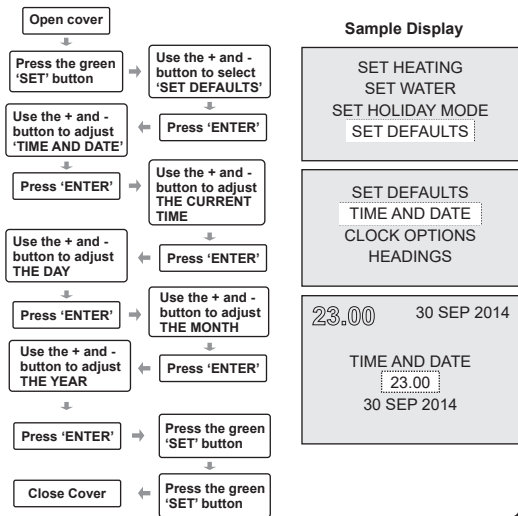 Open cover
Press the green
‘SET’ button
Use the + and -
button to select
‘SET DEFAULTS’
Press ‘ENTER’
Use the + and -
button to adjust
‘TIME AND DATE’
Press ‘ENTER’
Use the + and -
button to adjust
THE CURRENT
TIME
Press ‘ENTER’
Use the + and -
button to adjust
THE DAY
Press ‘ENTER’
Use the + and -
button to adjust
THE MONTH
Press ‘ENTER’
Use the + and -
button to adjust
THE YEAR
Press ‘ENTER’
Press the green
‘SET’ button
Press the green
‘SET’ button
Close Cover
Sample Display
SET HEATING
SET WATER
SET HOLIDAY MODE
SET DEFAULTS
SET DEFAULTS
TIME AND DATE
CLOCK OPTIONS
HEADINGS
23.00 30 SEP 2014
TIME AND DATE
23.00
30 SEP 2014